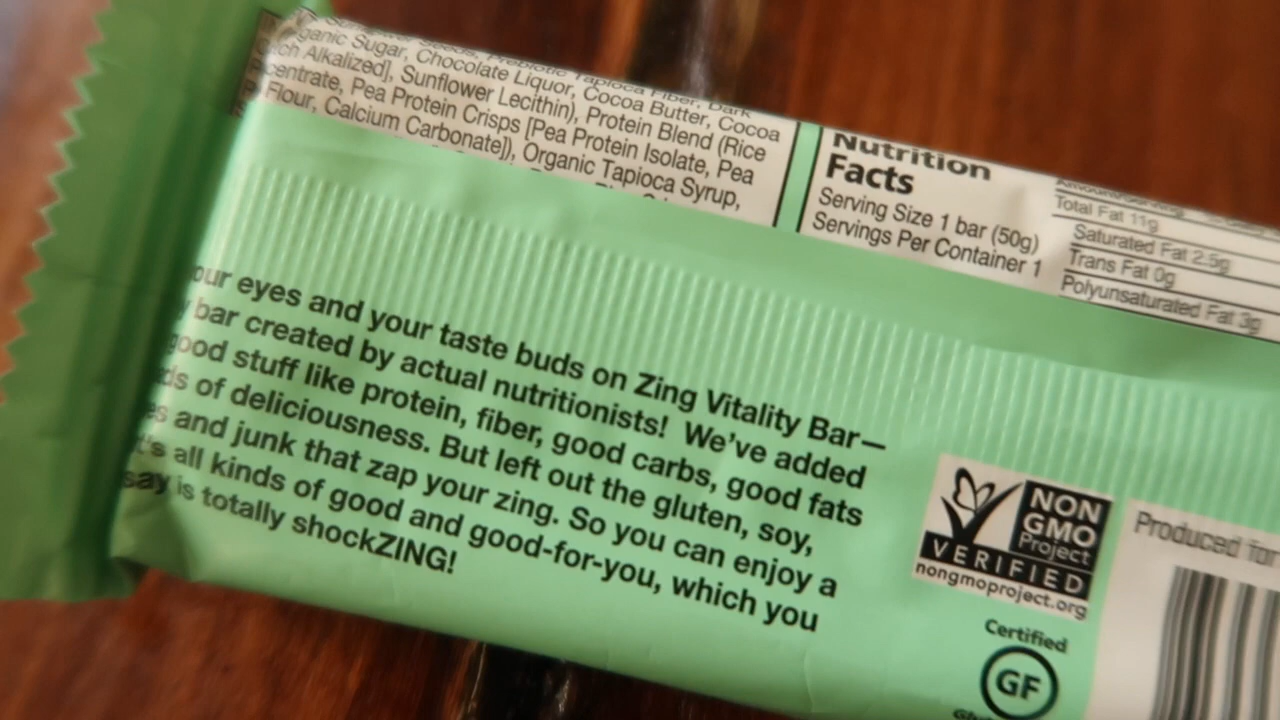 Seeds, Prebiotic Tapioca Fiber, Dark
Sugar, Chocolate Liquor, Cocoa Butter, Cocoa
Alkalized], Sunflower Lecithin), Protein Blend (Rice
Pea Protein Crisps [Pea Protein Isolate, Pea
Flour, Calcium Carbonate]), Organic Tapioca Syrup,
Nutrition
Facts
Serving Size 1 bar (50g)
Servings Per Container 1
Total Fat 11g
Saturated Fat 2.5g
Trans Fat 0g
Polyunsaturated Fat 3g
eyes and your taste buds on Zing Vitality Bar—
bar created by actual nutritionists! We've added
good stuff like protein, fiber, good carbs, good fats
of deliciousness. But left out the gluten, soy,
and junk that zap your zing. So you can enjoy a
all kinds of good and good-for-you, which you
say is totally shockZING!
NON
GMO
Project
VERIFIED
nongmoproject.org
Produced for
Certified
GF